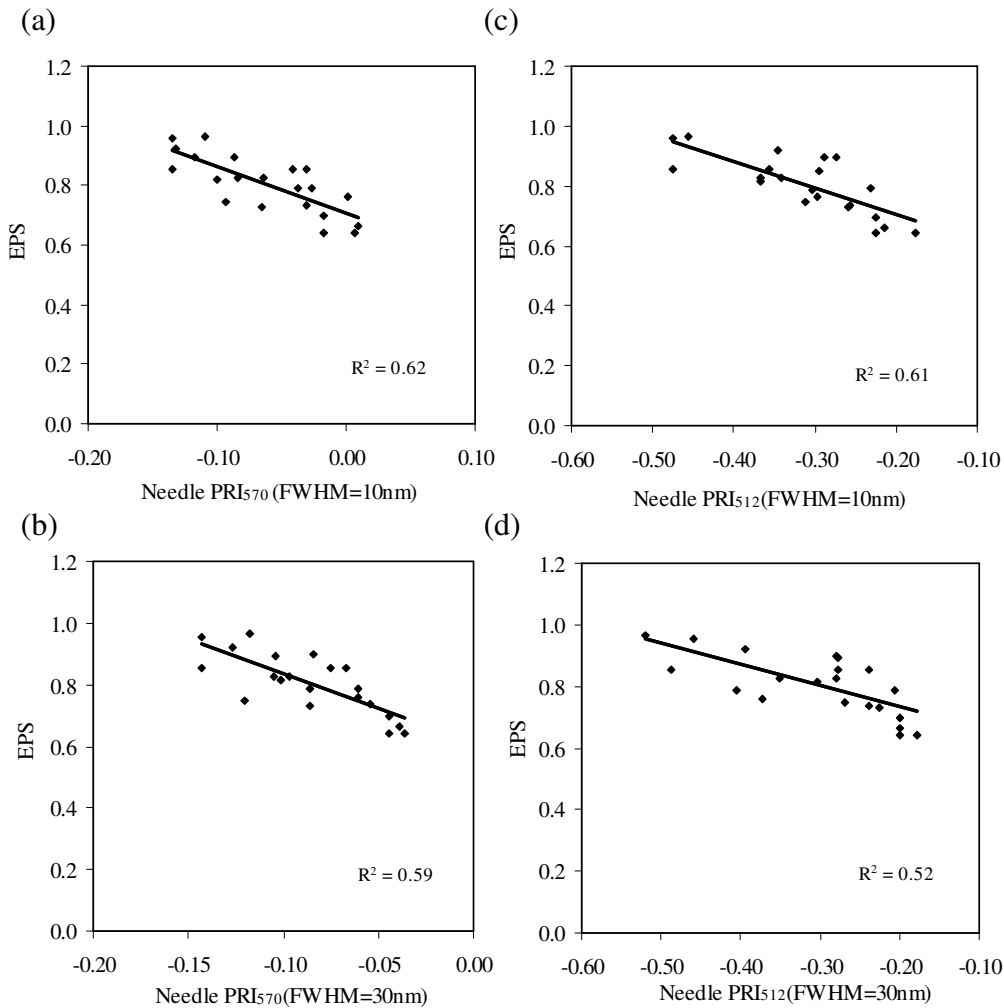 (a)
1.2
1.0
0.8
0.6
0.4
0.2
0.0
EPS
R² = 0.62
-0.20 -0.10 0.00 0.10
Needle PRI₅₇₀ (FWHM=10nm)
(c)
1.2
1.0
0.8
0.6
0.4
0.2
0.0
EPS
R² = 0.61
-0.60 -0.50 -0.40 -0.30 -0.20 -0.10
Needle PRI₅₁₂(FWHM=10nm)
(b)
1.2
1.0
0.8
0.6
0.4
0.2
0.0
EPS
R² = 0.59
-0.20 -0.15 -0.10 -0.05 0.00
Needle PRI₅₇₀(FWHM=30nm)
(d)
1.2
1.0
0.8
0.6
0.4
0.2
0.0
EPS
R² = 0.52
-0.60 -0.50 -0.40 -0.30 -0.20 -0.10
Needle PRI₅₁₂(FWHM=30nm)